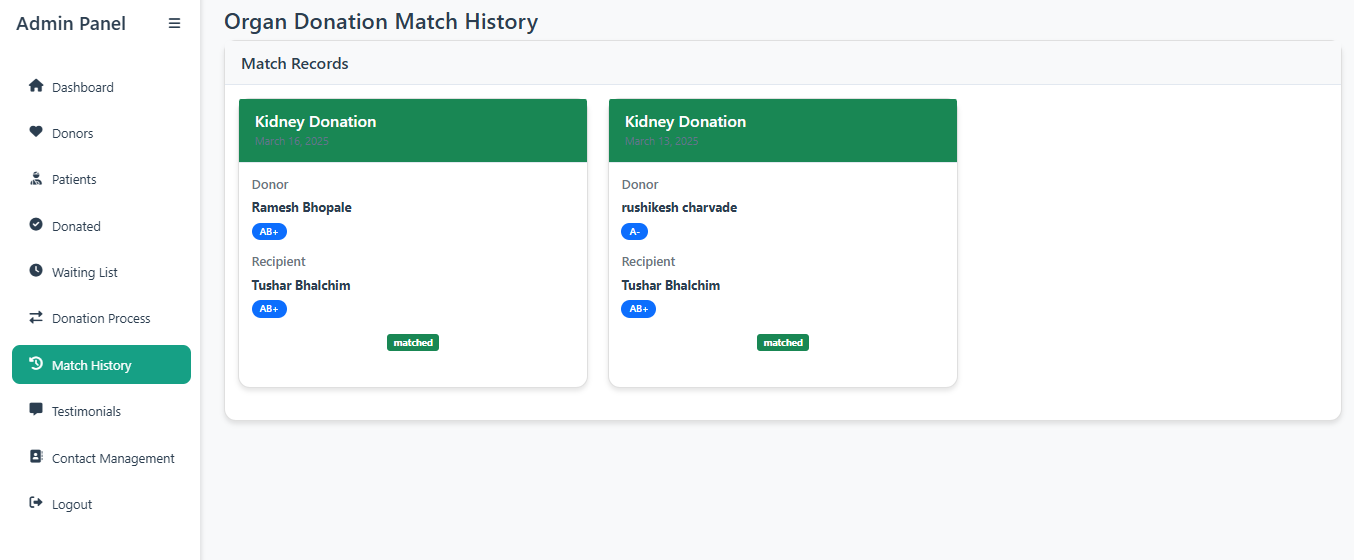 Admin Panel
Dashboard
Donors
Patients
Donated
Waiting List
Donation Process
Match History
Testimonials
Contact Management
Logout
Organ Donation Match History
Match Records
Kidney Donation
March 18, 2025
Donor
Ramesh Bhopale
AB+
Recipient
Tushar Bhalchim
AB+
matched
Kidney Donation
March 13, 2025
Donor
rushikesh charvade
A-
Recipient
Tushar Bhalchim
AB+
matched